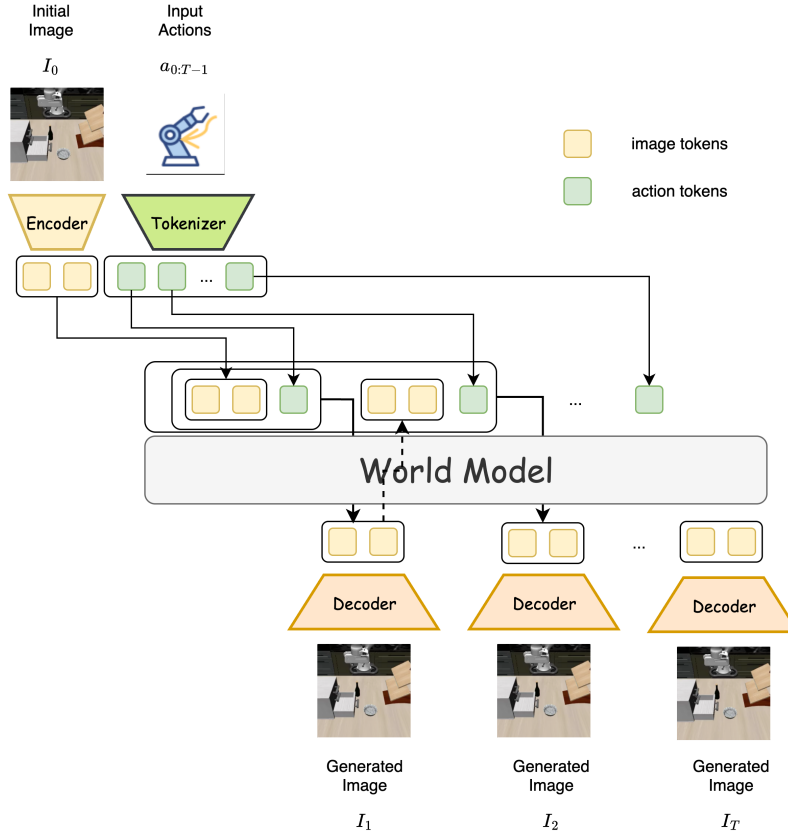 Initial
Image
I₀
Input
Actions
a₀:T−1
image tokens
action tokens
Encoder
Tokenizer
...
...
World Model
...
Decoder
Decoder
Decoder
Generated
Image
I₁
Generated
Image
I₂
Generated
Image
I_T